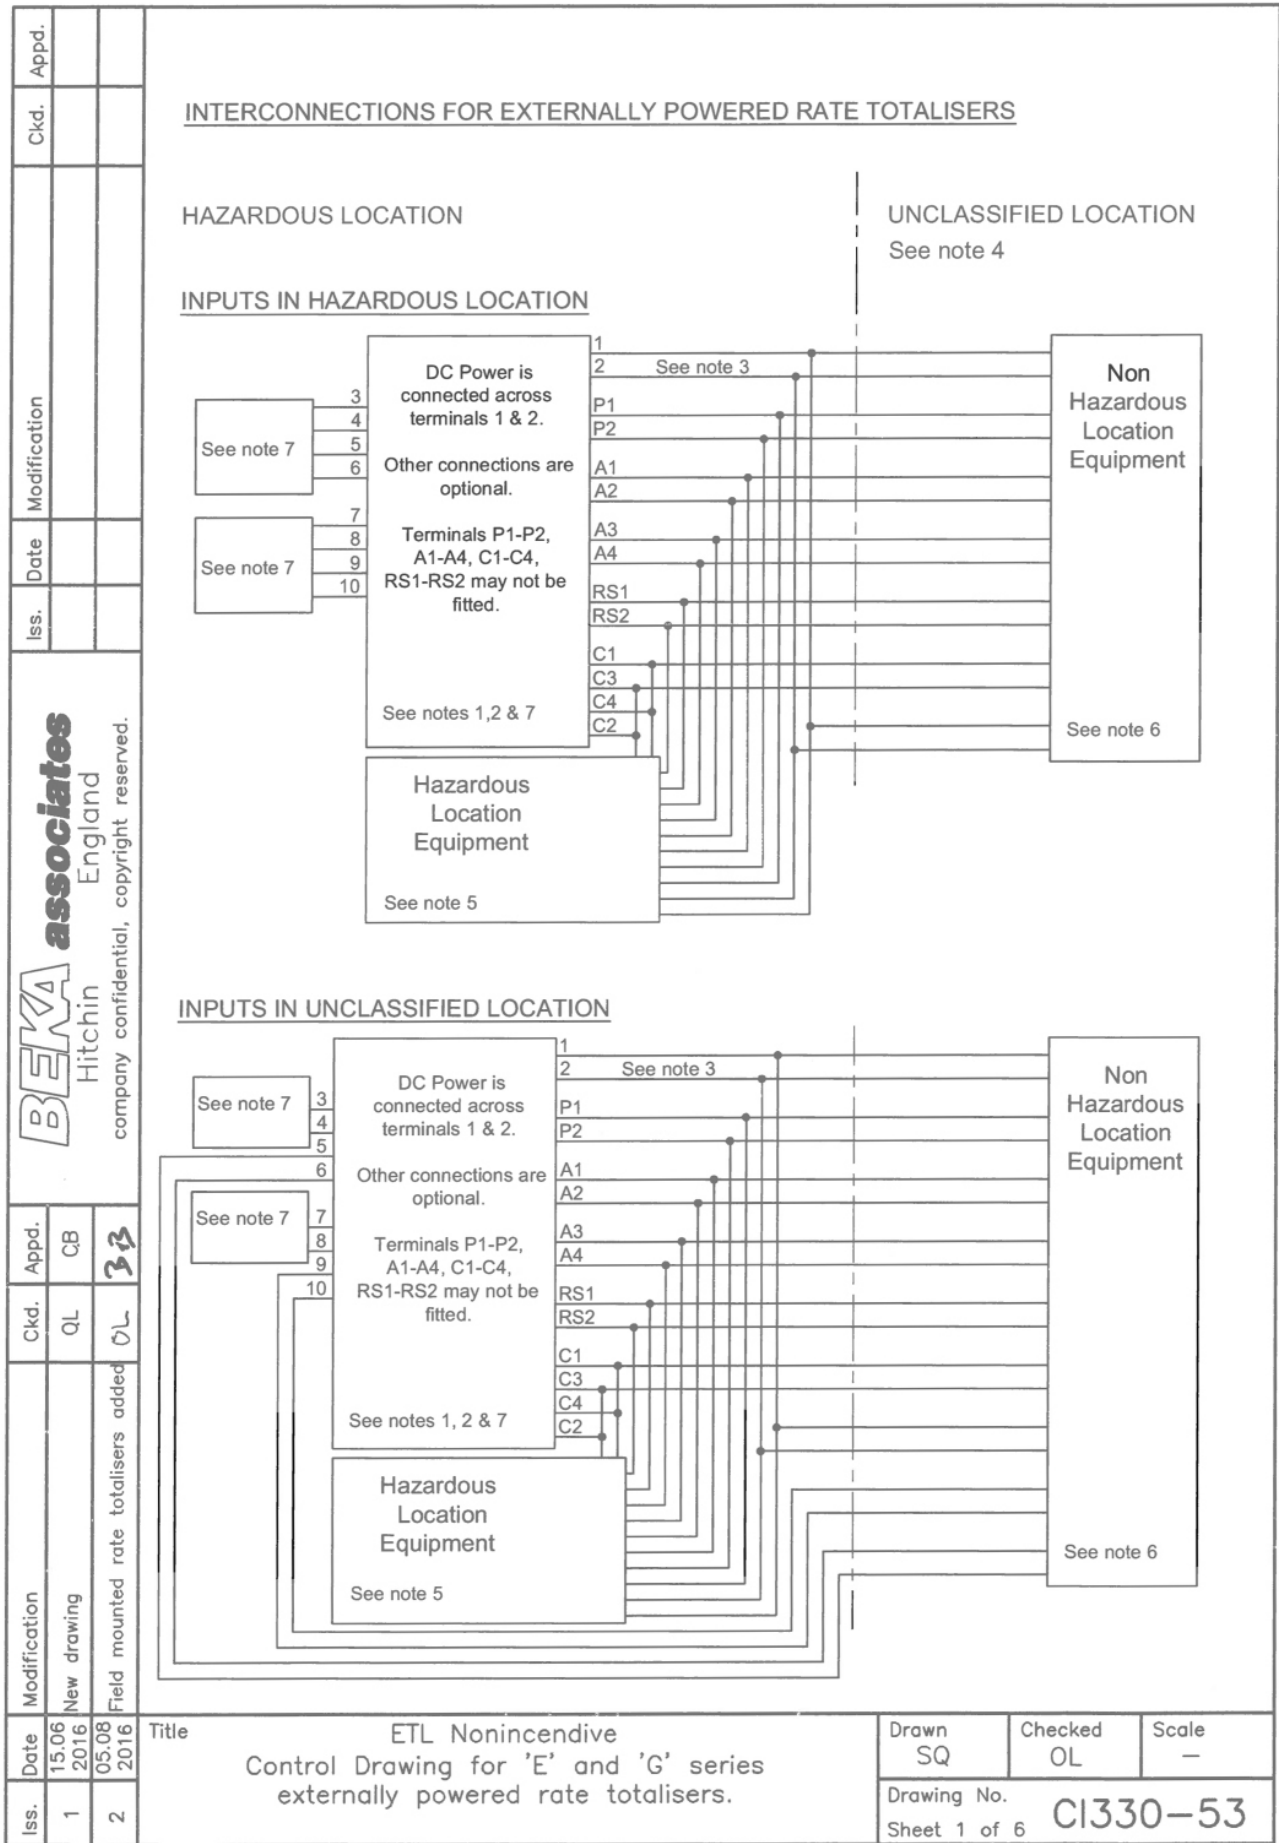 INTERCONNECTIONS FOR EXTERNALLY POWERED RATE TOTALISERS
HAZARDOUS LOCATION
UNCLASSIFIED LOCATION
See note 4
INPUTS IN HAZARDOUS LOCATION
See note 7
See note 7
3
4
5
6
7
8
9
10
DC Power is
connected across
terminals 1 & 2.
Other connections are
optional.
Terminals P1-P2,
A1-A4, C1-C4,
RS1-RS2 may not be
fitted.
See notes 1,2 & 7
1
2
See note 3
P1
P2
A1
A2
A3
A4
RS1
RS2
C1
C3
C4
C2
Non
Hazardous
Location
Equipment
See note 6
Hazardous
Location
Equipment
See note 5
INPUTS IN UNCLASSIFIED LOCATION
See note 7
See note 7
3
4
5
6
7
8
9
10
DC Power is
connected across
terminals 1 & 2.
Other connections are
optional.
Terminals P1-P2,
A1-A4, C1-C4,
RS1-RS2 may not be
fitted.
See notes 1, 2 & 7
1
2
See note 3
P1
P2
A1
A2
A3
A4
RS1
RS2
C1
C3
C4
C2
Non
Hazardous
Location
Equipment
See note 6
Hazardous
Location
Equipment
See note 5
Iss. Date Modification Ckd. Appd.
BEKA associates
Hitchin England
company confidential, copyright reserved.
Iss. Date Modification Ckd. Appd.
1 15.06 2016 New drawing QL CB
2 05.08 2016 Field mounted rate totalisers added OL
Title
ETL Nonincendive
Control Drawing for 'E' and 'G' series
externally powered rate totalisers.
Drawn
SQ
Checked
OL
Scale
—
Drawing No.
Sheet 1 of 6
CI330-53